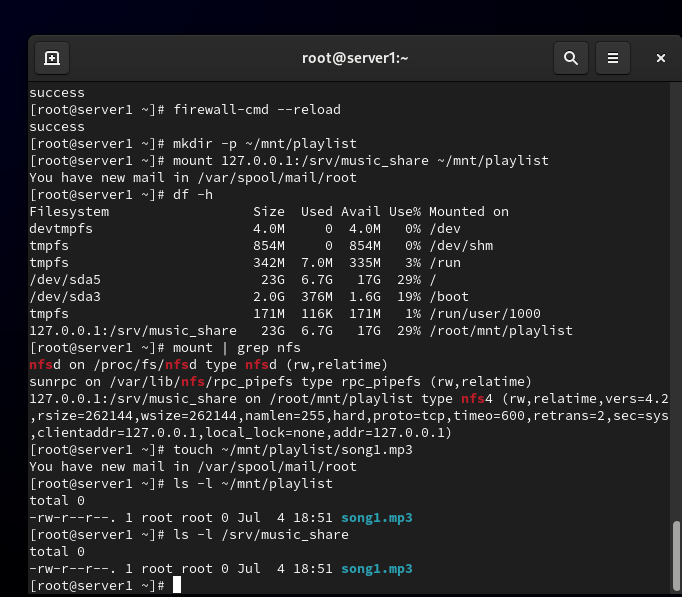 root@server1:~
success
[root@server1 ~]# firewall-cmd --reload
success
[root@server1 ~]# mkdir -p ~/mnt/playlist
[root@server1 ~]# mount 127.0.0.1:/srv/music_share ~/mnt/playlist
You have new mail in /var/spool/mail/root
[root@server1 ~]# df -h
Filesystem                  Size  Used Avail Use% Mounted on
devtmpfs                    4.0M     0  4.0M   0% /dev
tmpfs                       854M     0  854M   0% /dev/shm
tmpfs                       342M  7.0M  335M   3% /run
/dev/sda5                    23G  6.7G   17G  29% /
/dev/sda3                   2.0G  376M  1.6G  19% /boot
tmpfs                       171M  116K  171M   1% /run/user/1000
127.0.0.1:/srv/music_share   23G  6.7G   17G  29% /root/mnt/playlist
[root@server1 ~]# mount | grep nfs
nfsd on /proc/fs/nfsd type nfsd (rw,relatime)
sunrpc on /var/lib/nfs/rpc_pipefs type rpc_pipefs (rw,relatime)
127.0.0.1:/srv/music_share on /root/mnt/playlist type nfs4 (rw,relatime,vers=4.2
,rsize=262144,wsize=262144,namlen=255,hard,proto=tcp,timeo=600,retrans=2,sec=sys
,clientaddr=127.0.0.1,local_lock=none,addr=127.0.0.1)
[root@server1 ~]# touch ~/mnt/playlist/song1.mp3
You have new mail in /var/spool/mail/root
[root@server1 ~]# ls -l ~/mnt/playlist
total 0
-rw-r--r--. 1 root root 0 Jul  4 18:51 song1.mp3
[root@server1 ~]# ls -l /srv/music_share
total 0
-rw-r--r--. 1 root root 0 Jul  4 18:51 song1.mp3
[root@server1 ~]#